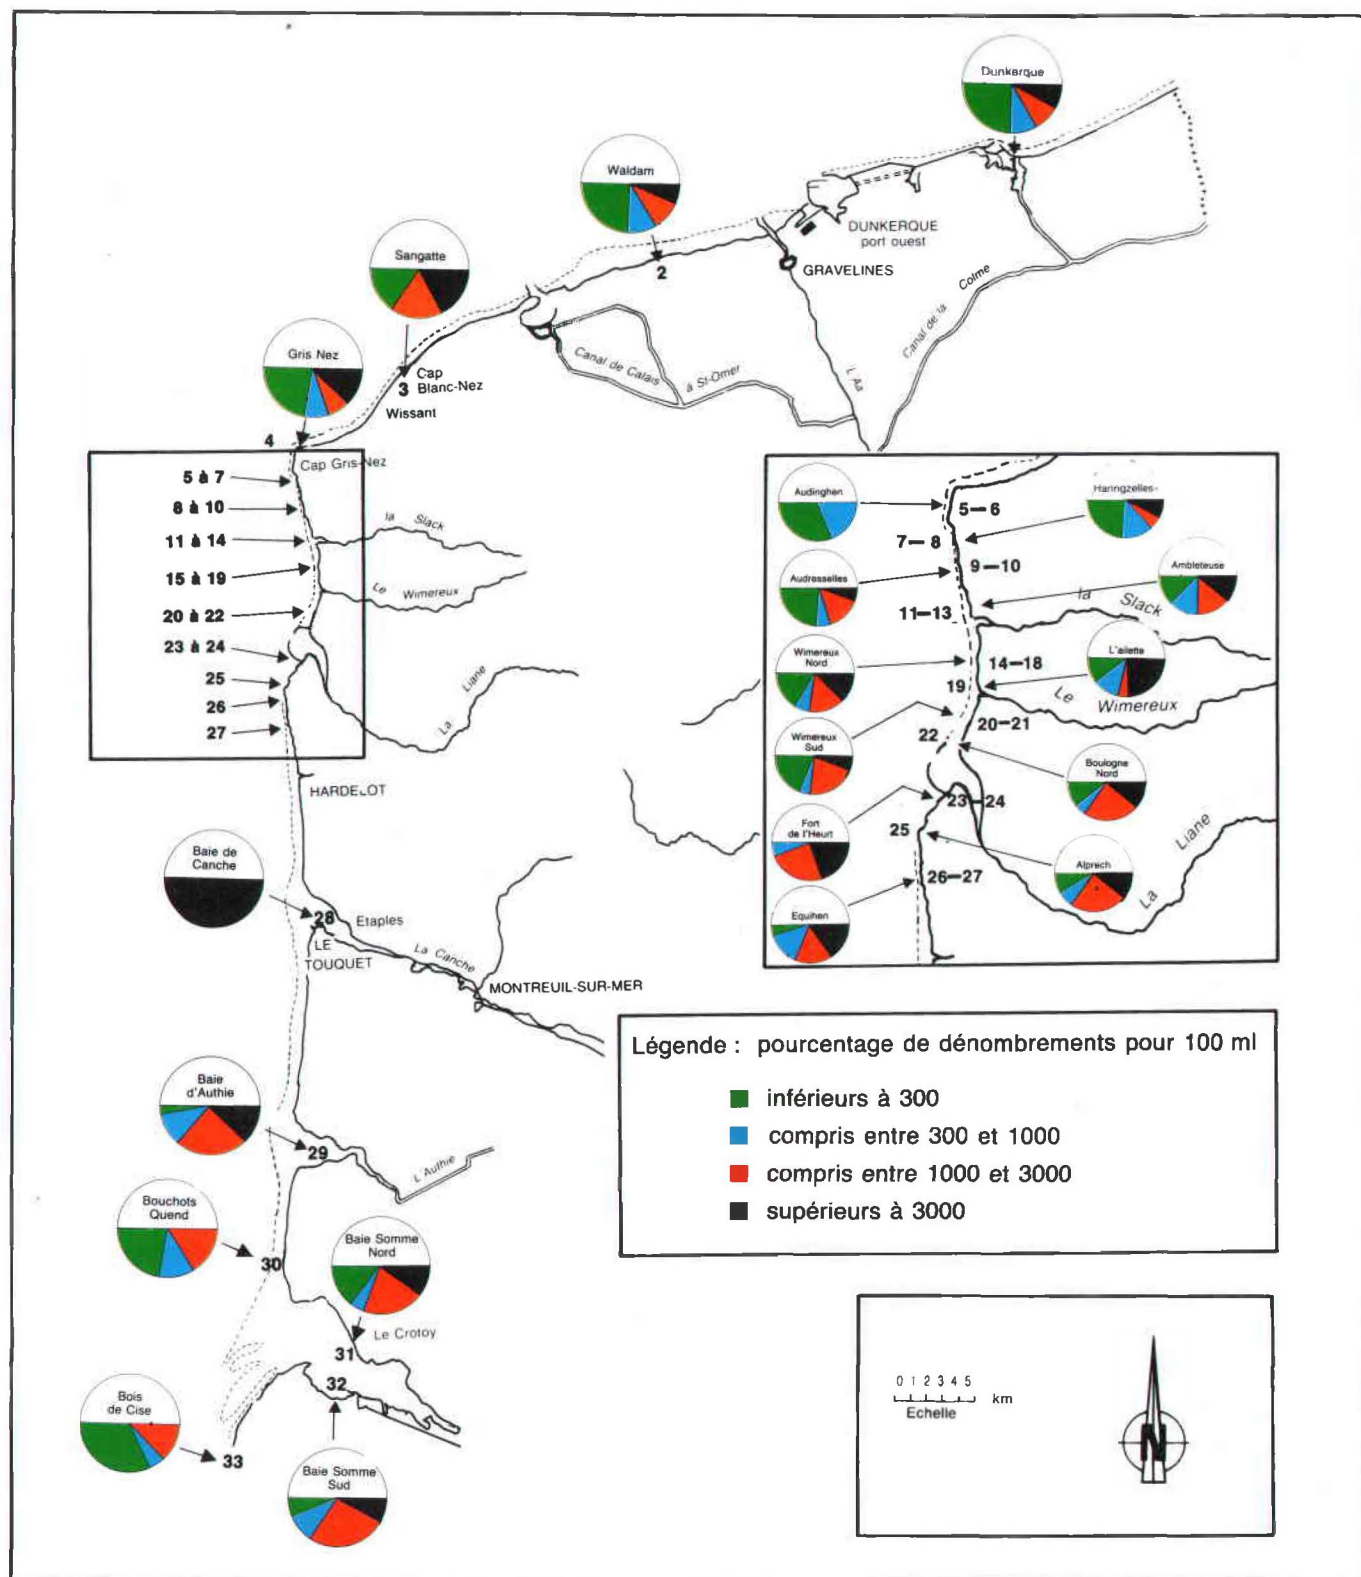 Dunkerque
Waldam
Sangatte
Gris Nez
DUNKERQUE
port ouest
GRAVELINES
2
Canal de la Colme
L'Aa
Canal de Calais à St-Omer
3
Cap
Blanc-Nez
Wissant
4
Cap Gris-Nez
5 à 7
8 à 10
11 à 14
15 à 19
20 à 22
23 à 24
25
26
27
la Slack
Le Wimereux
La Liane
HARDELOT
Audinghen
Haringzelles
Audresselles
Ambleteuse
Wimereux
Nord
L'ailette
Wimereux
Sud
Boulogne
Nord
Fort
de l'Heurt
Alprech
Equihen
5–6
7–8
9–10
11–13
14–18
19
20–21
22
23–24
25
26–27
la Slack
Le Wimereux
La Liane
Baie de
Canche
28
Etaples
LE
TOUQUET
La Canche
MONTREUIL-SUR-MER
Baie
d'Authie
29
L'Authie
Bouchots
Quend
30
Baie Somme
Nord
Le Crotoy
31
32
Bois
de Cise
33
Baie Somme
Sud
Légende : pourcentage de dénombrements pour 100 ml
inférieurs à 300
compris entre 300 et 1000
compris entre 1000 et 3000
supérieurs à 3000
0 1 2 3 4 5
km
Echelle
N